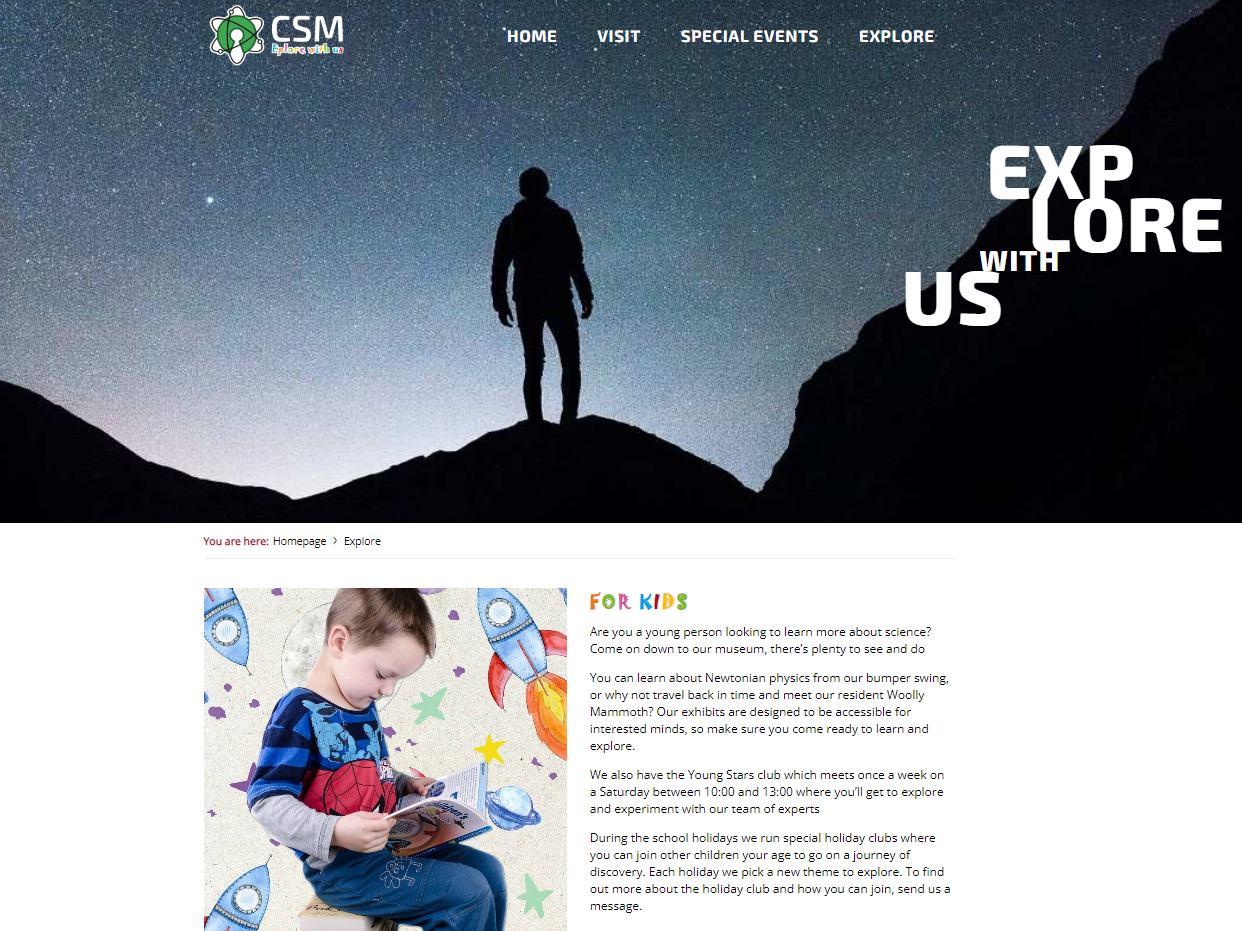 CSM
Eplore with us
HOME VISIT SPECIAL EVENTS EXPLORE
EXP
LORE
WITH
US
You are here: Homepage › Explore
FOR KIDS
Are you a young person looking to learn more about science?
Come on down to our museum, there's plenty to see and do
You can learn about Newtonian physics from our bumper swing,
or why not travel back in time and meet our resident Woolly
Mammoth? Our exhibits are designed to be accessible for
interested minds, so make sure you come ready to learn and
explore.
We also have the Young Stars club which meets once a week on
a Saturday between 10:00 and 13:00 where you'll get to explore
and experiment with our team of experts
During the school holidays we run special holiday clubs where
you can join other children your age to go on a journey of
discovery. Each holiday we pick a new theme to explore. To find
out more about the holiday club and how you can join, send us a
message.